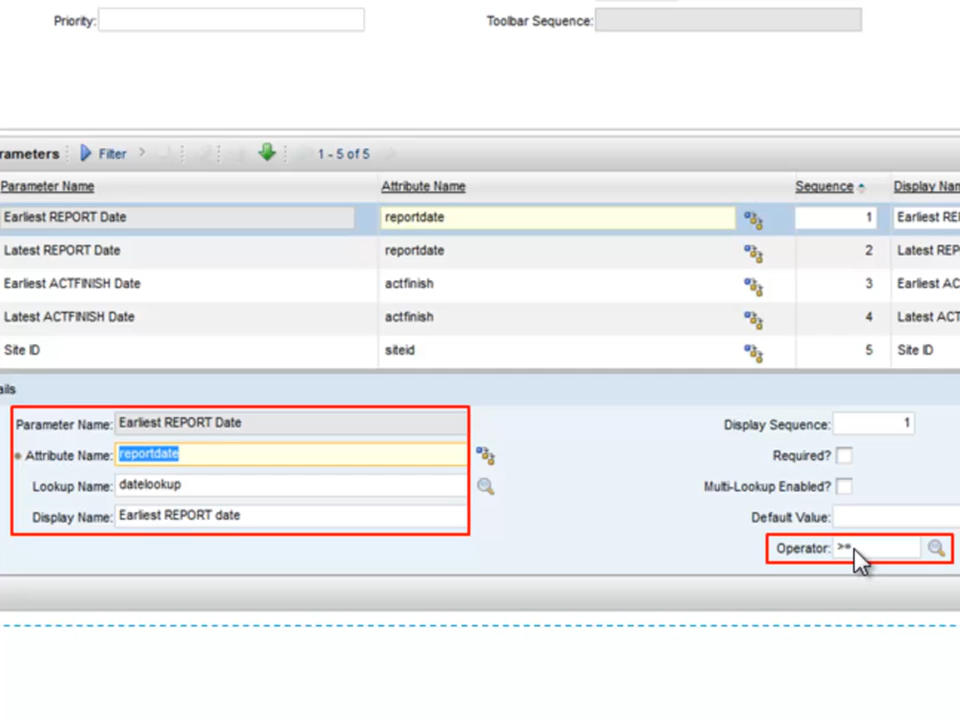 Priority: Toolbar Sequence:
rameters Filter 1 - 5 of 5
Parameter Name Attribute Name Sequence Display Nam
Earliest REPORT Date reportdate 1 Earliest RE
Latest REPORT Date reportdate 2 Latest REP
Earliest ACTFINISH Date actfinish 3 Earliest AC
Latest ACTFINISH Date actfinish 4 Latest ACT
Site ID siteid 5 Site ID
ails
Parameter Name: Earliest REPORT Date Display Sequence: 1
Attribute Name: reportdate Required?
Lookup Name: datelookup Multi-Lookup Enabled?
Display Name: Earliest REPORT date Default Value:
Operator: >=